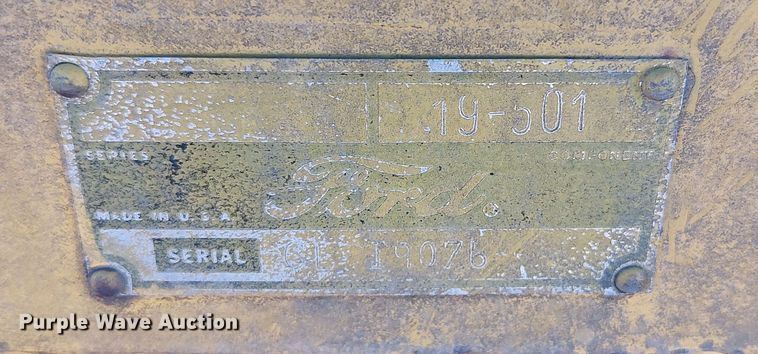 19-501
SERIES COMPONENT
Ford®
MADE IN U.S.A.
SERIAL 19076
Purple Wave Auction